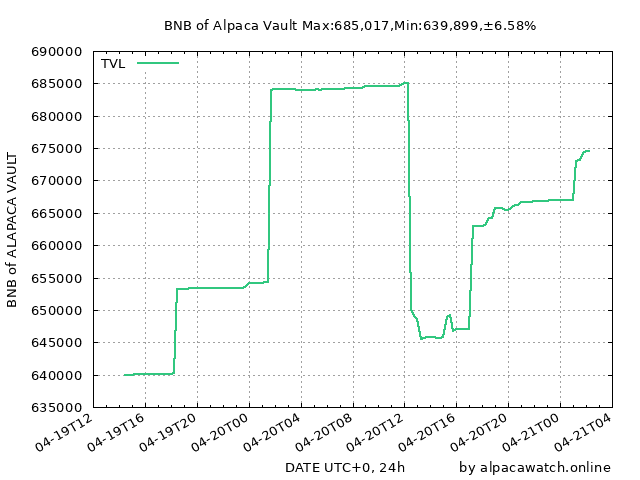 BNB of Alpaca Vault Max:685,017,Min:639,899,±6.58%
690000
685000
680000
675000
670000
665000
660000
655000
650000
645000
640000
635000
TVL
BNB of ALAPACA VAULT
04-19T12
04-19T16
04-19T20
04-20T00
04-20T04
04-20T08
04-20T12
04-20T16
04-20T20
04-21T00
04-21T04
DATE UTC+0, 24h
by alpacawatch.online